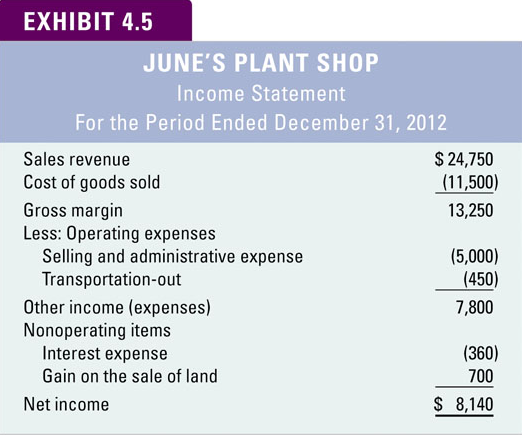 EXHIBIT 4.5
JUNE'S PLANT SHOP
Income Statement
For the Period Ended December 31, 2012
Sales revenue $ 24,750
Cost of goods sold (11,500)
Gross margin 13,250
Less: Operating expenses
Selling and administrative expense (5,000)
Transportation-out (450)
Other income (expenses) 7,800
Nonoperating items
Interest expense (360)
Gain on the sale of land 700
Net income $ 8,140